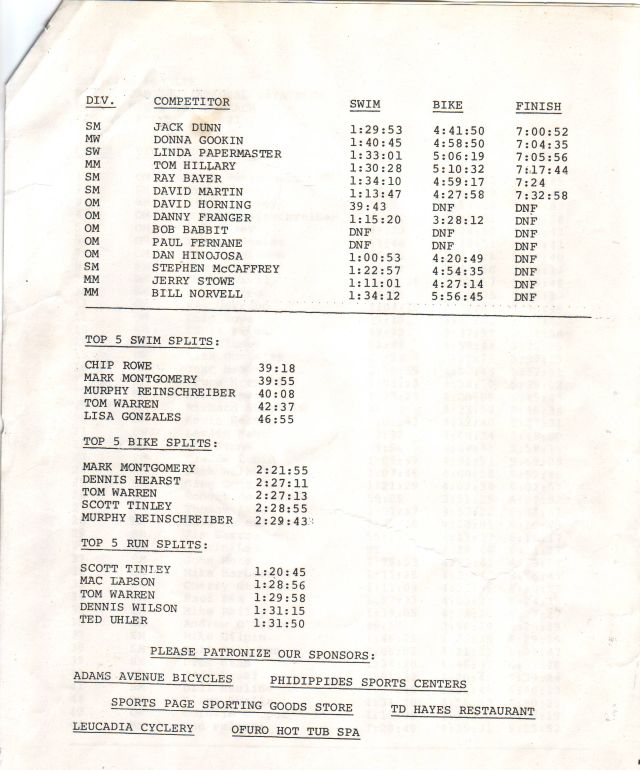 DIV. COMPETITOR SWIM BIKE FINISH
SM JACK DUNN 1:29:53 4:41:50 7:00:52
MW DONNA GOOKIN 1:40:45 4:58:50 7:04:35
SW LINDA PAPERMASTER 1:33:01 5:06:19 7:05:56
MM TOM HILLARY 1:30:28 5:10:32 7:17:44
SM RAY BAYER 1:34:10 4:59:17 7:24
SM DAVID MARTIN 1:13:47 4:27:58 7:32:58
OM DAVID HORNING 39:43 DNF DNF
OM DANNY FRANGER 1:15:20 3:28:12 DNF
OM BOB BABBIT DNF DNF DNF
OM PAUL FERNANE DNF DNF DNF
OM DAN HINOJOSA 1:00:53 4:20:49 DNF
SM STEPHEN McCAFFREY 1:22:57 4:54:35 DNF
MM JERRY STOWE 1:11:01 4:27:14 DNF
MM BILL NORVELL 1:34:12 5:56:45 DNF
TOP 5 SWIM SPLITS:
CHIP ROWE 39:18
MARK MONTGOMERY 39:55
MURPHY REINSCHREIBER 40:08
TOM WARREN 42:37
LISA GONZALES 46:55
TOP 5 BIKE SPLITS:
MARK MONTGOMERY 2:21:55
DENNIS HEARST 2:27:11
TOM WARREN 2:27:13
SCOTT TINLEY 2:28:55
MURPHY REINSCHREIBER 2:29:43
TOP 5 RUN SPLITS:
SCOTT TINLEY 1:20:45
MAC LARSON 1:28:56
TOM WARREN 1:29:58
DENNIS WILSON 1:31:15
TED UHLER 1:31:50
PLEASE PATRONIZE OUR SPONSORS:
ADAMS AVENUE BICYCLES PHIDIPPIDES SPORTS CENTERS
SPORTS PAGE SPORTING GOODS STORE TD HAYES RESTAURANT
LEUCADIA CYCLERY OFURO HOT TUB SPA